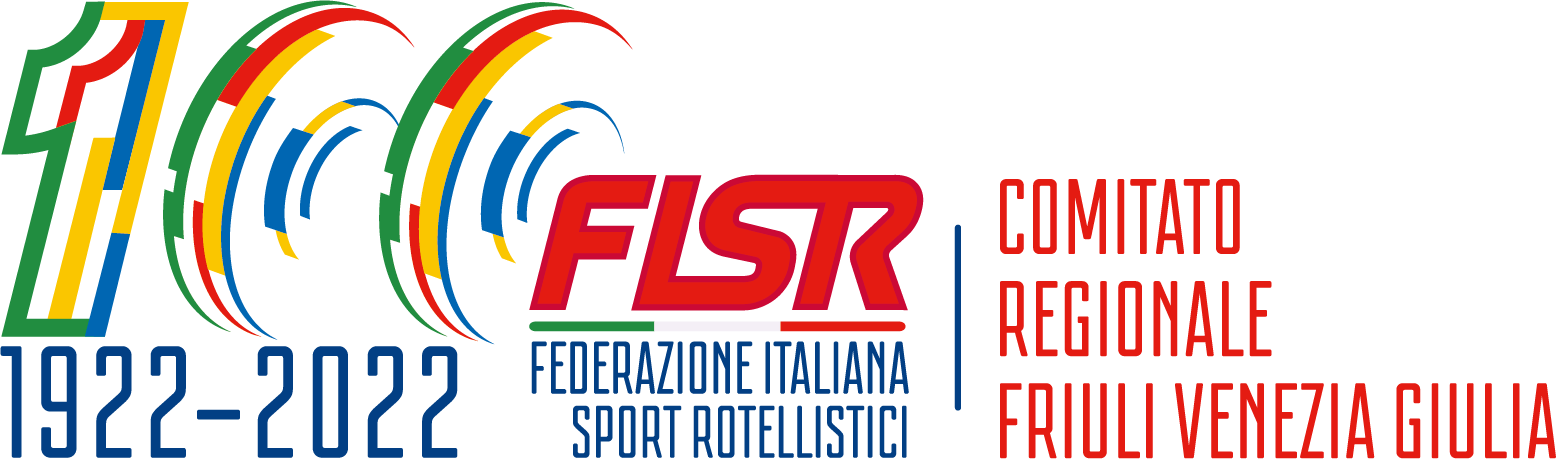 100
1922-2022
FISR
FEDERAZIONE ITALIANA
SPORT ROTELLISTICI
COMITATO
REGIONALE
FRIULI VENEZIA GIULIA